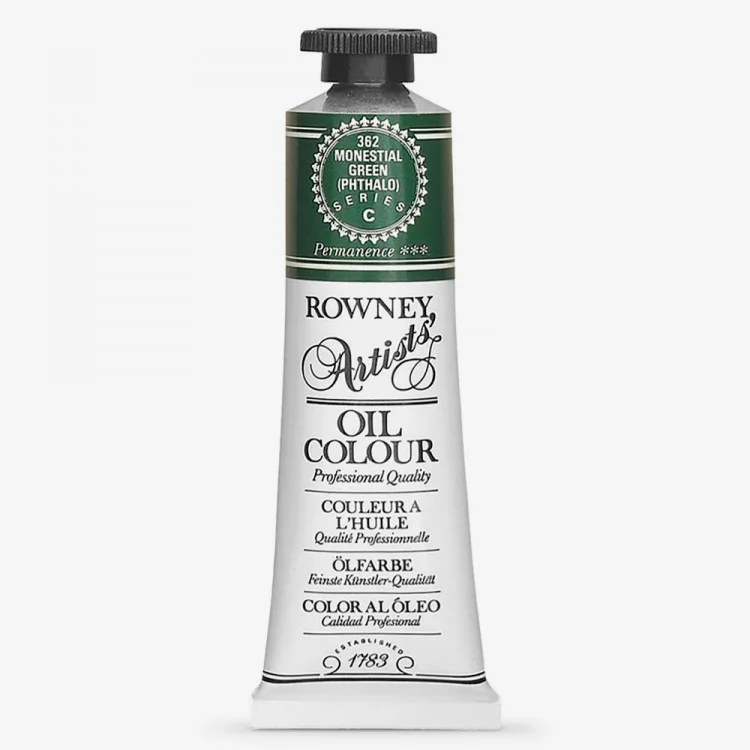 362
MONESTIAL
GREEN
(PHTHALO)
SERIES
C
Permanence ***
ROWNEY
Artists'
OIL
COLOUR
Professional Quality
COULEUR A
L'HUILE
Qualité Professionnelle
ÖLFARBE
Feinste Künstler-Qualität
COLOR AL ÓLEO
Calidad Profesional
ESTABLISHED
1783